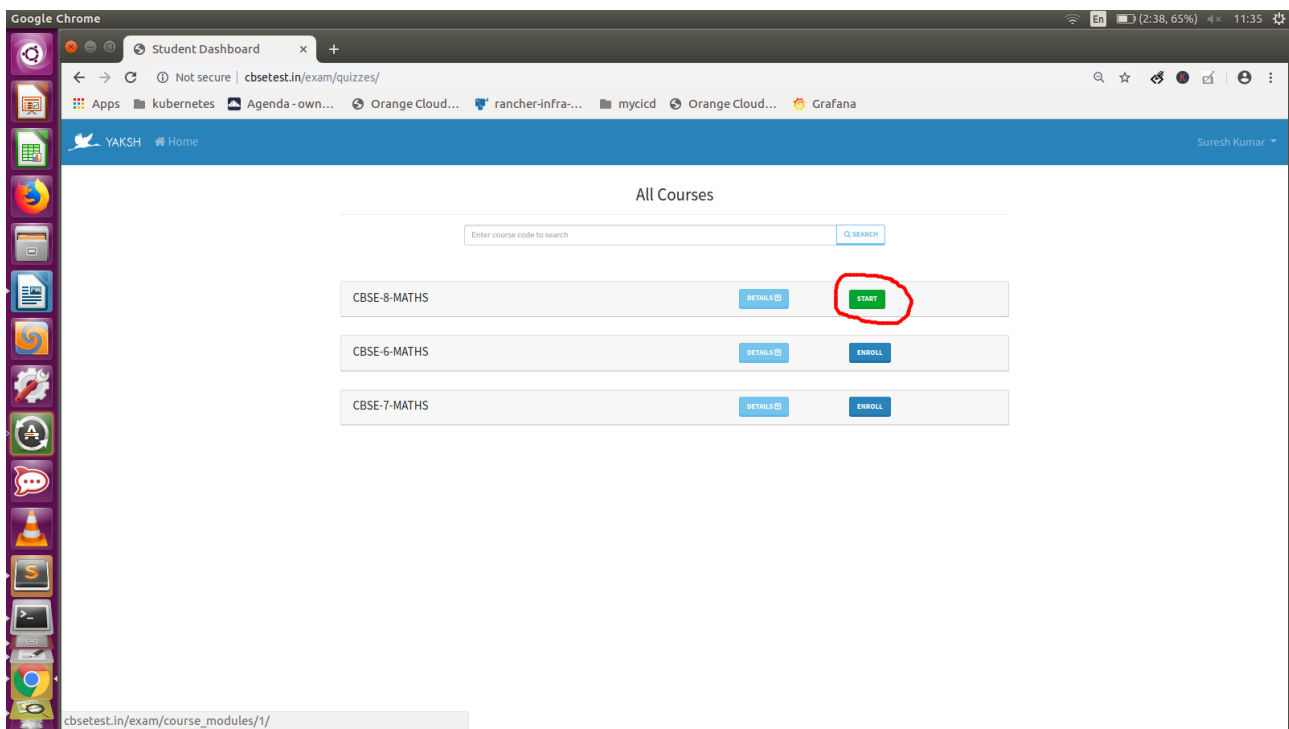 Google Chrome En (2:38, 65%) 11:35
Student Dashboard × +
Not secure | cbsetest.in/exam/quizzes/
Apps kubernetes Agenda - own... Orange Cloud... rancher-infra-... mycicd Orange Cloud... Grafana
YAKSH Home Suresh Kumar
All Courses
Enter course code to search SEARCH
CBSE-8-MATHS DETAILS START
CBSE-6-MATHS DETAILS ENROLL
CBSE-7-MATHS DETAILS ENROLL
cbsetest.in/exam/course_modules/1/